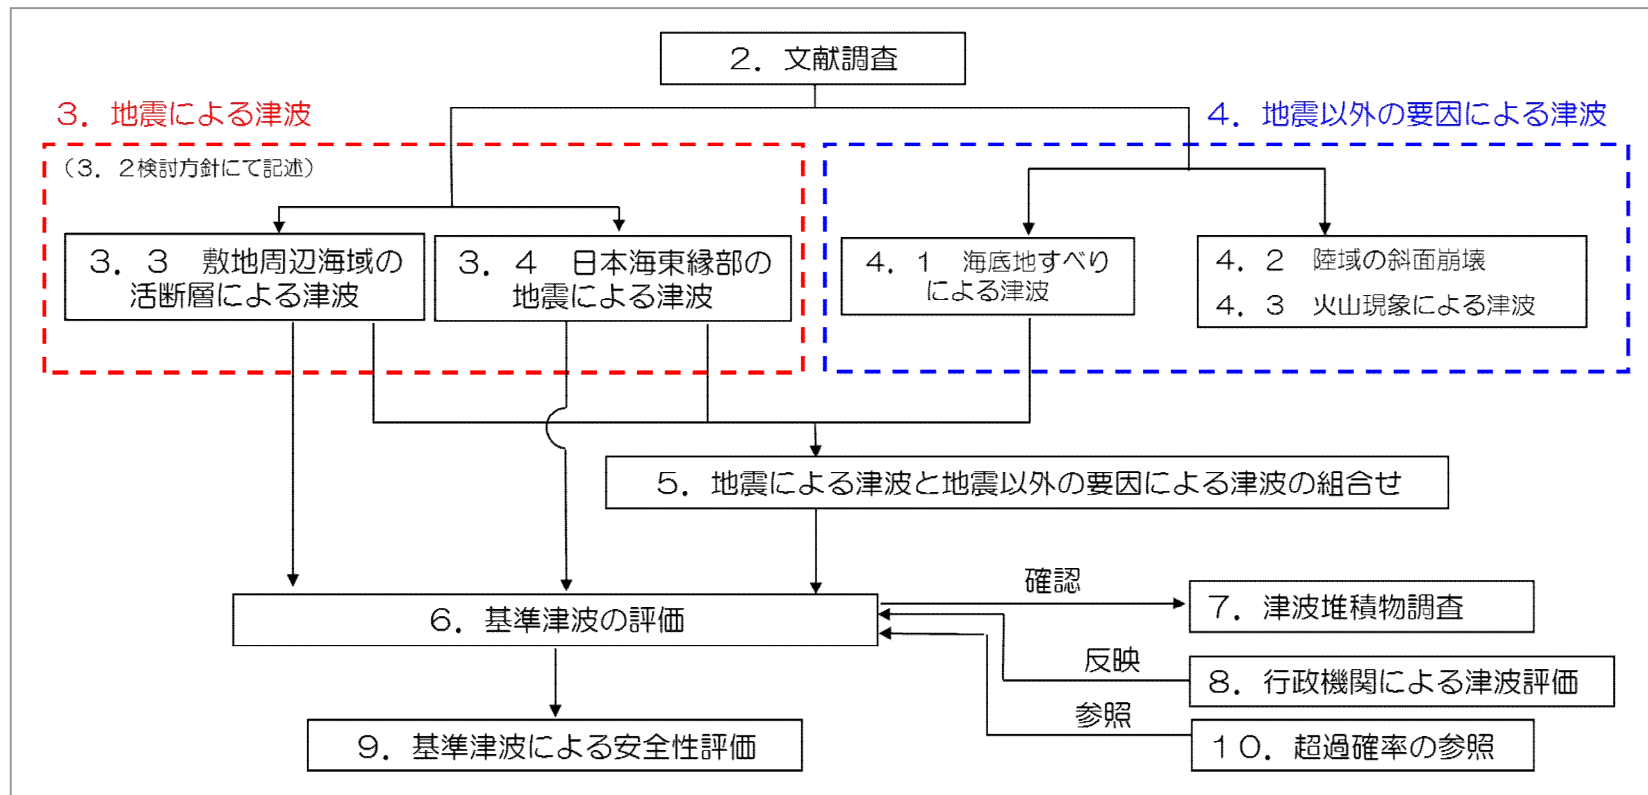 ２．文献調査
３．地震による津波
４．地震以外の要因による津波
（３．２検討方針にて記述）
３．３　敷地周辺海域の
活断層による津波
３．４　日本海東縁部の
地震による津波
４．１　海底地すべり
による津波
４．２　陸域の斜面崩壊
４．３　火山現象による津波
５．地震による津波と地震以外の要因による津波の組合せ
６．基準津波の評価
確認
７．津波堆積物調査
反映
８．行政機関による津波評価
参照
９．基準津波による安全性評価
１０．超過確率の参照